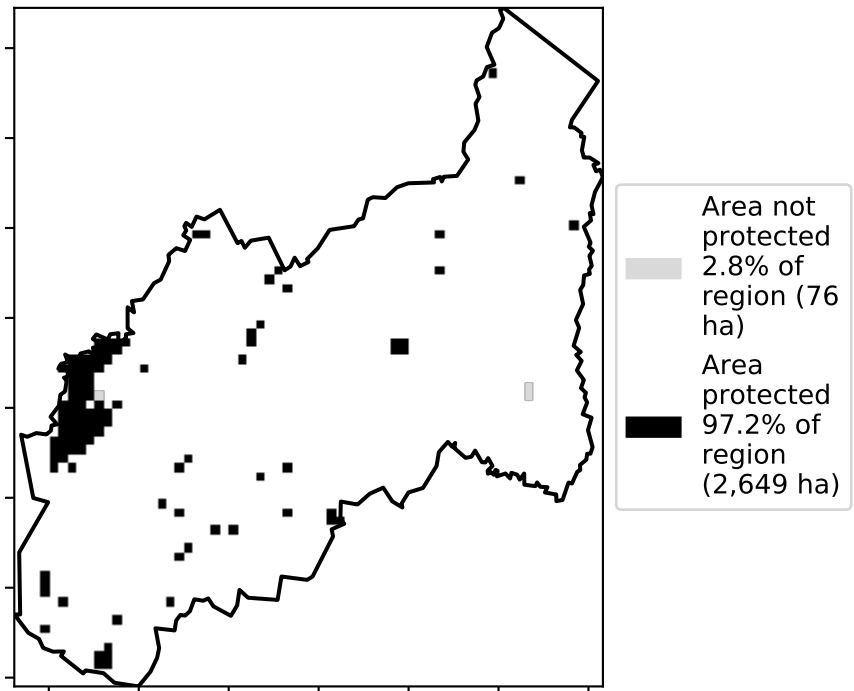 Area not
protected
2.8% of
region (76
ha)
Area
protected
97.2% of
region
(2,649 ha)